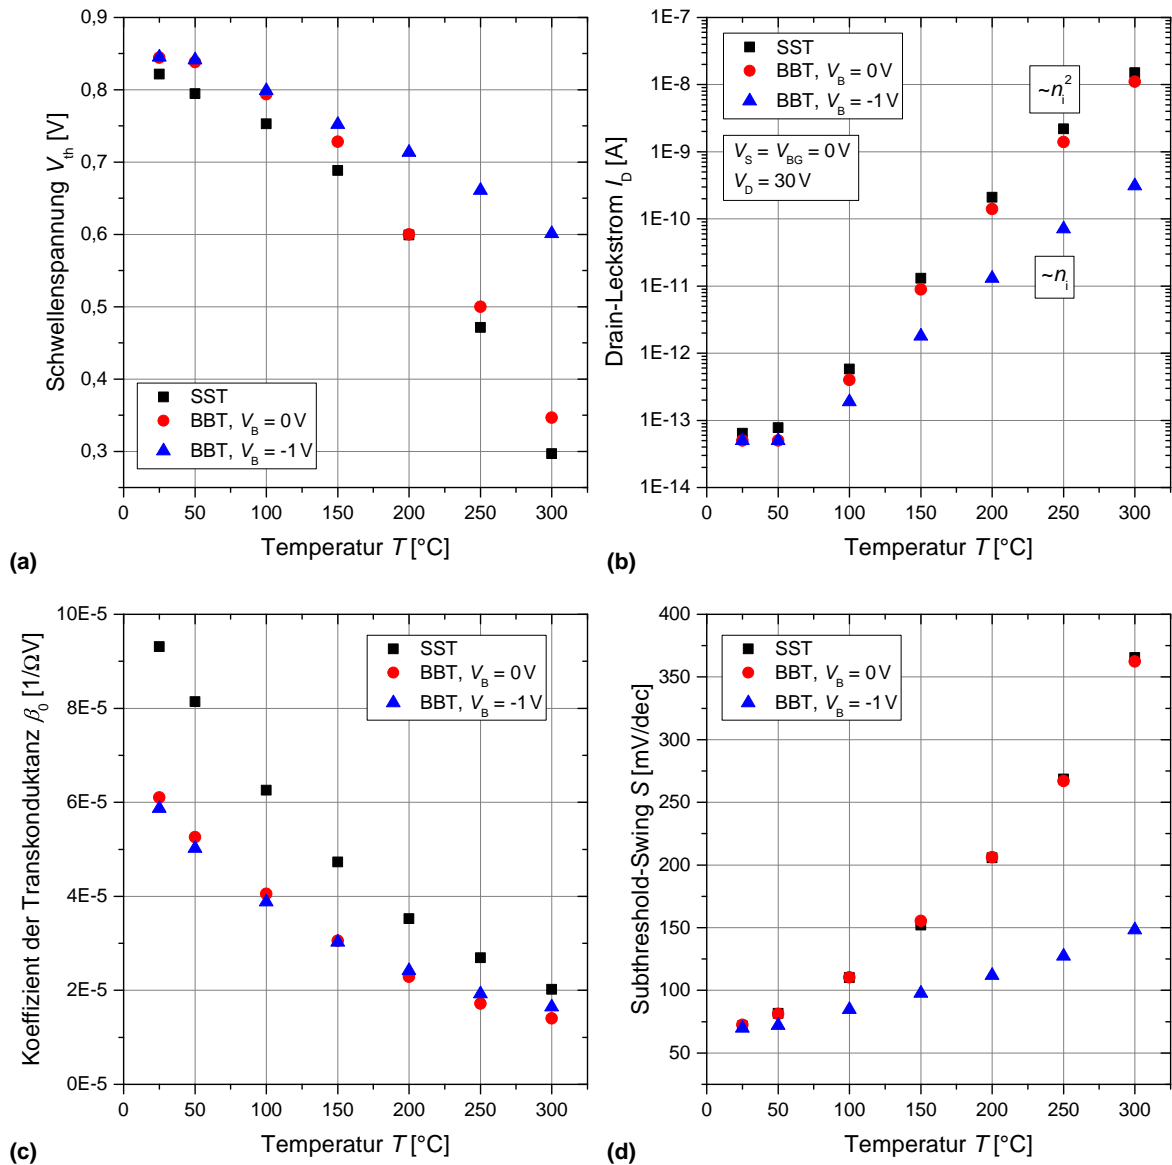 0,9
0,8
0,7
0,6
0,5
0,4
0,3
Schwellenspannung Vth [V]
SST
BBT, VB = 0 V
BBT, VB = -1 V
0 50 100 150 200 250 300
Temperatur T [°C]
(a)
1E-7
1E-8
1E-9
1E-10
1E-11
1E-12
1E-13
1E-14
Drain-Leckstrom ID [A]
SST
BBT, VB = 0 V
BBT, VB = -1 V
VS = VBG = 0 V
VD = 30 V
~ni²
~ni
0 50 100 150 200 250 300
Temperatur T [°C]
(b)
10E-5
8E-5
6E-5
4E-5
2E-5
0E-5
Koeffizient der Transkonduktanz β0 [1/ΩV]
SST
BBT, VB = 0 V
BBT, VB = -1 V
0 50 100 150 200 250 300
Temperatur T [°C]
(c)
400
350
300
250
200
150
100
50
Subthreshold-Swing S [mV/dec]
SST
BBT, VB = 0 V
BBT, VB = -1 V
0 50 100 150 200 250 300
Temperatur T [°C]
(d)